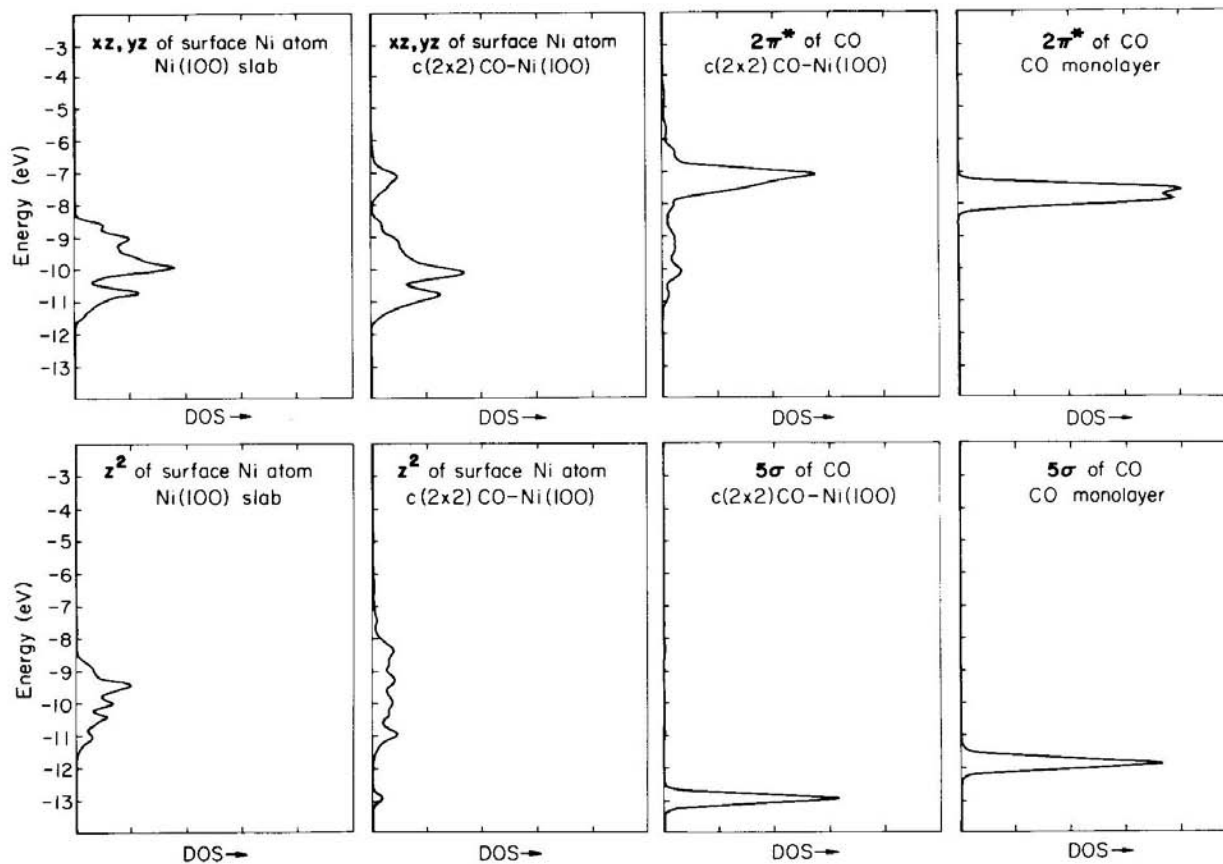 xz, yz of surface Ni atom
Ni(100) slab
xz, yz of surface Ni atom
c(2x2) CO-Ni(100)
2π* of CO
c(2x2) CO-Ni(100)
2π* of CO
CO monolayer
Energy (eV)
-3
-4
-5
-6
-7
-8
-9
-10
-11
-12
-13
DOS→
DOS→
DOS→
DOS→
z² of surface Ni atom
Ni(100) slab
z² of surface Ni atom
c(2x2) CO-Ni(100)
5σ of CO
c(2x2) CO-Ni(100)
5σ of CO
CO monolayer
Energy (eV)
-3
-4
-5
-6
-7
-8
-9
-10
-11
-12
-13
DOS→
DOS→
DOS→
DOS→